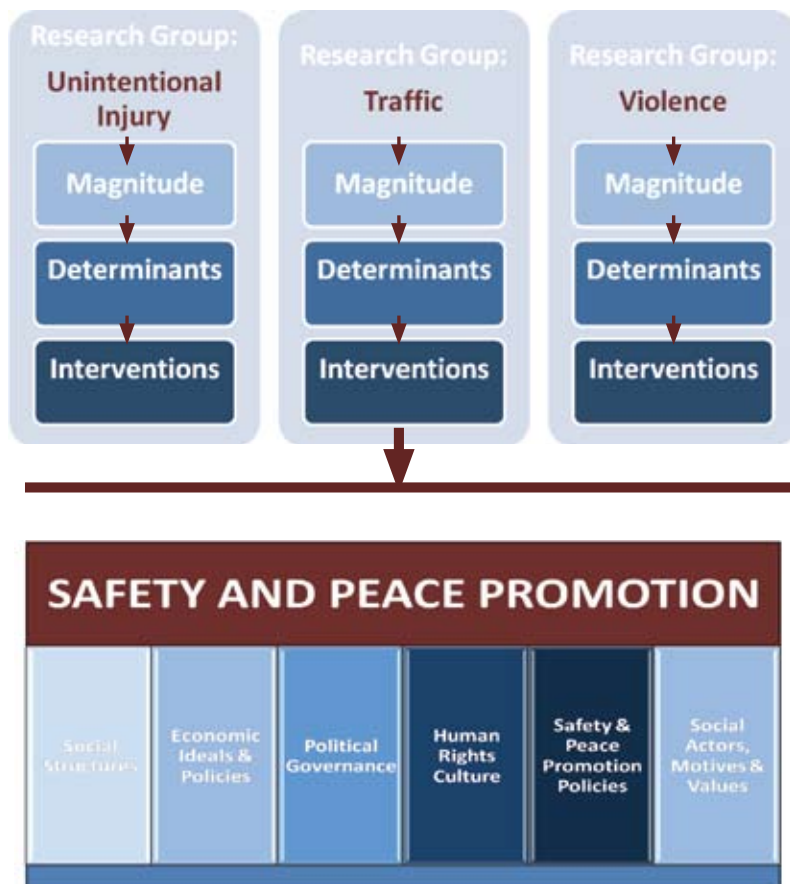 Research Group:
Unintentional
Injury
Magnitude
Determinants
Interventions
Research Group:
Traffic
Magnitude
Determinants
Interventions
Research Group:
Violence
Magnitude
Determinants
Interventions
SAFETY AND PEACE PROMOTION
Social
Structures
Economic
Ideals &
Policies
Political
Governance
Human
Rights
Culture
Safety &
Peace
Promotion
Policies
Social
Actors,
Motives &
Values